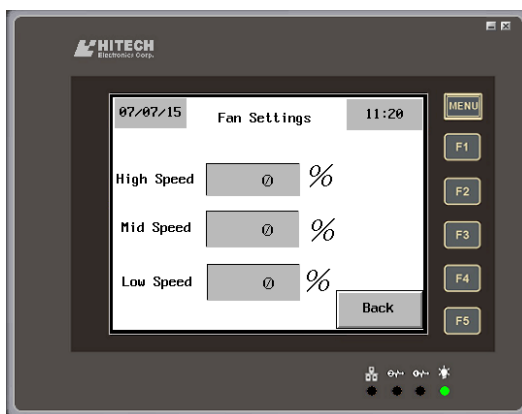 HITECH
Electronics Corp.
07/07/15 Fan Settings 11:20
MENU
F1
High Speed 0 %
F2
Mid Speed 0 %
F3
Low Speed 0 %
F4
Back
F5